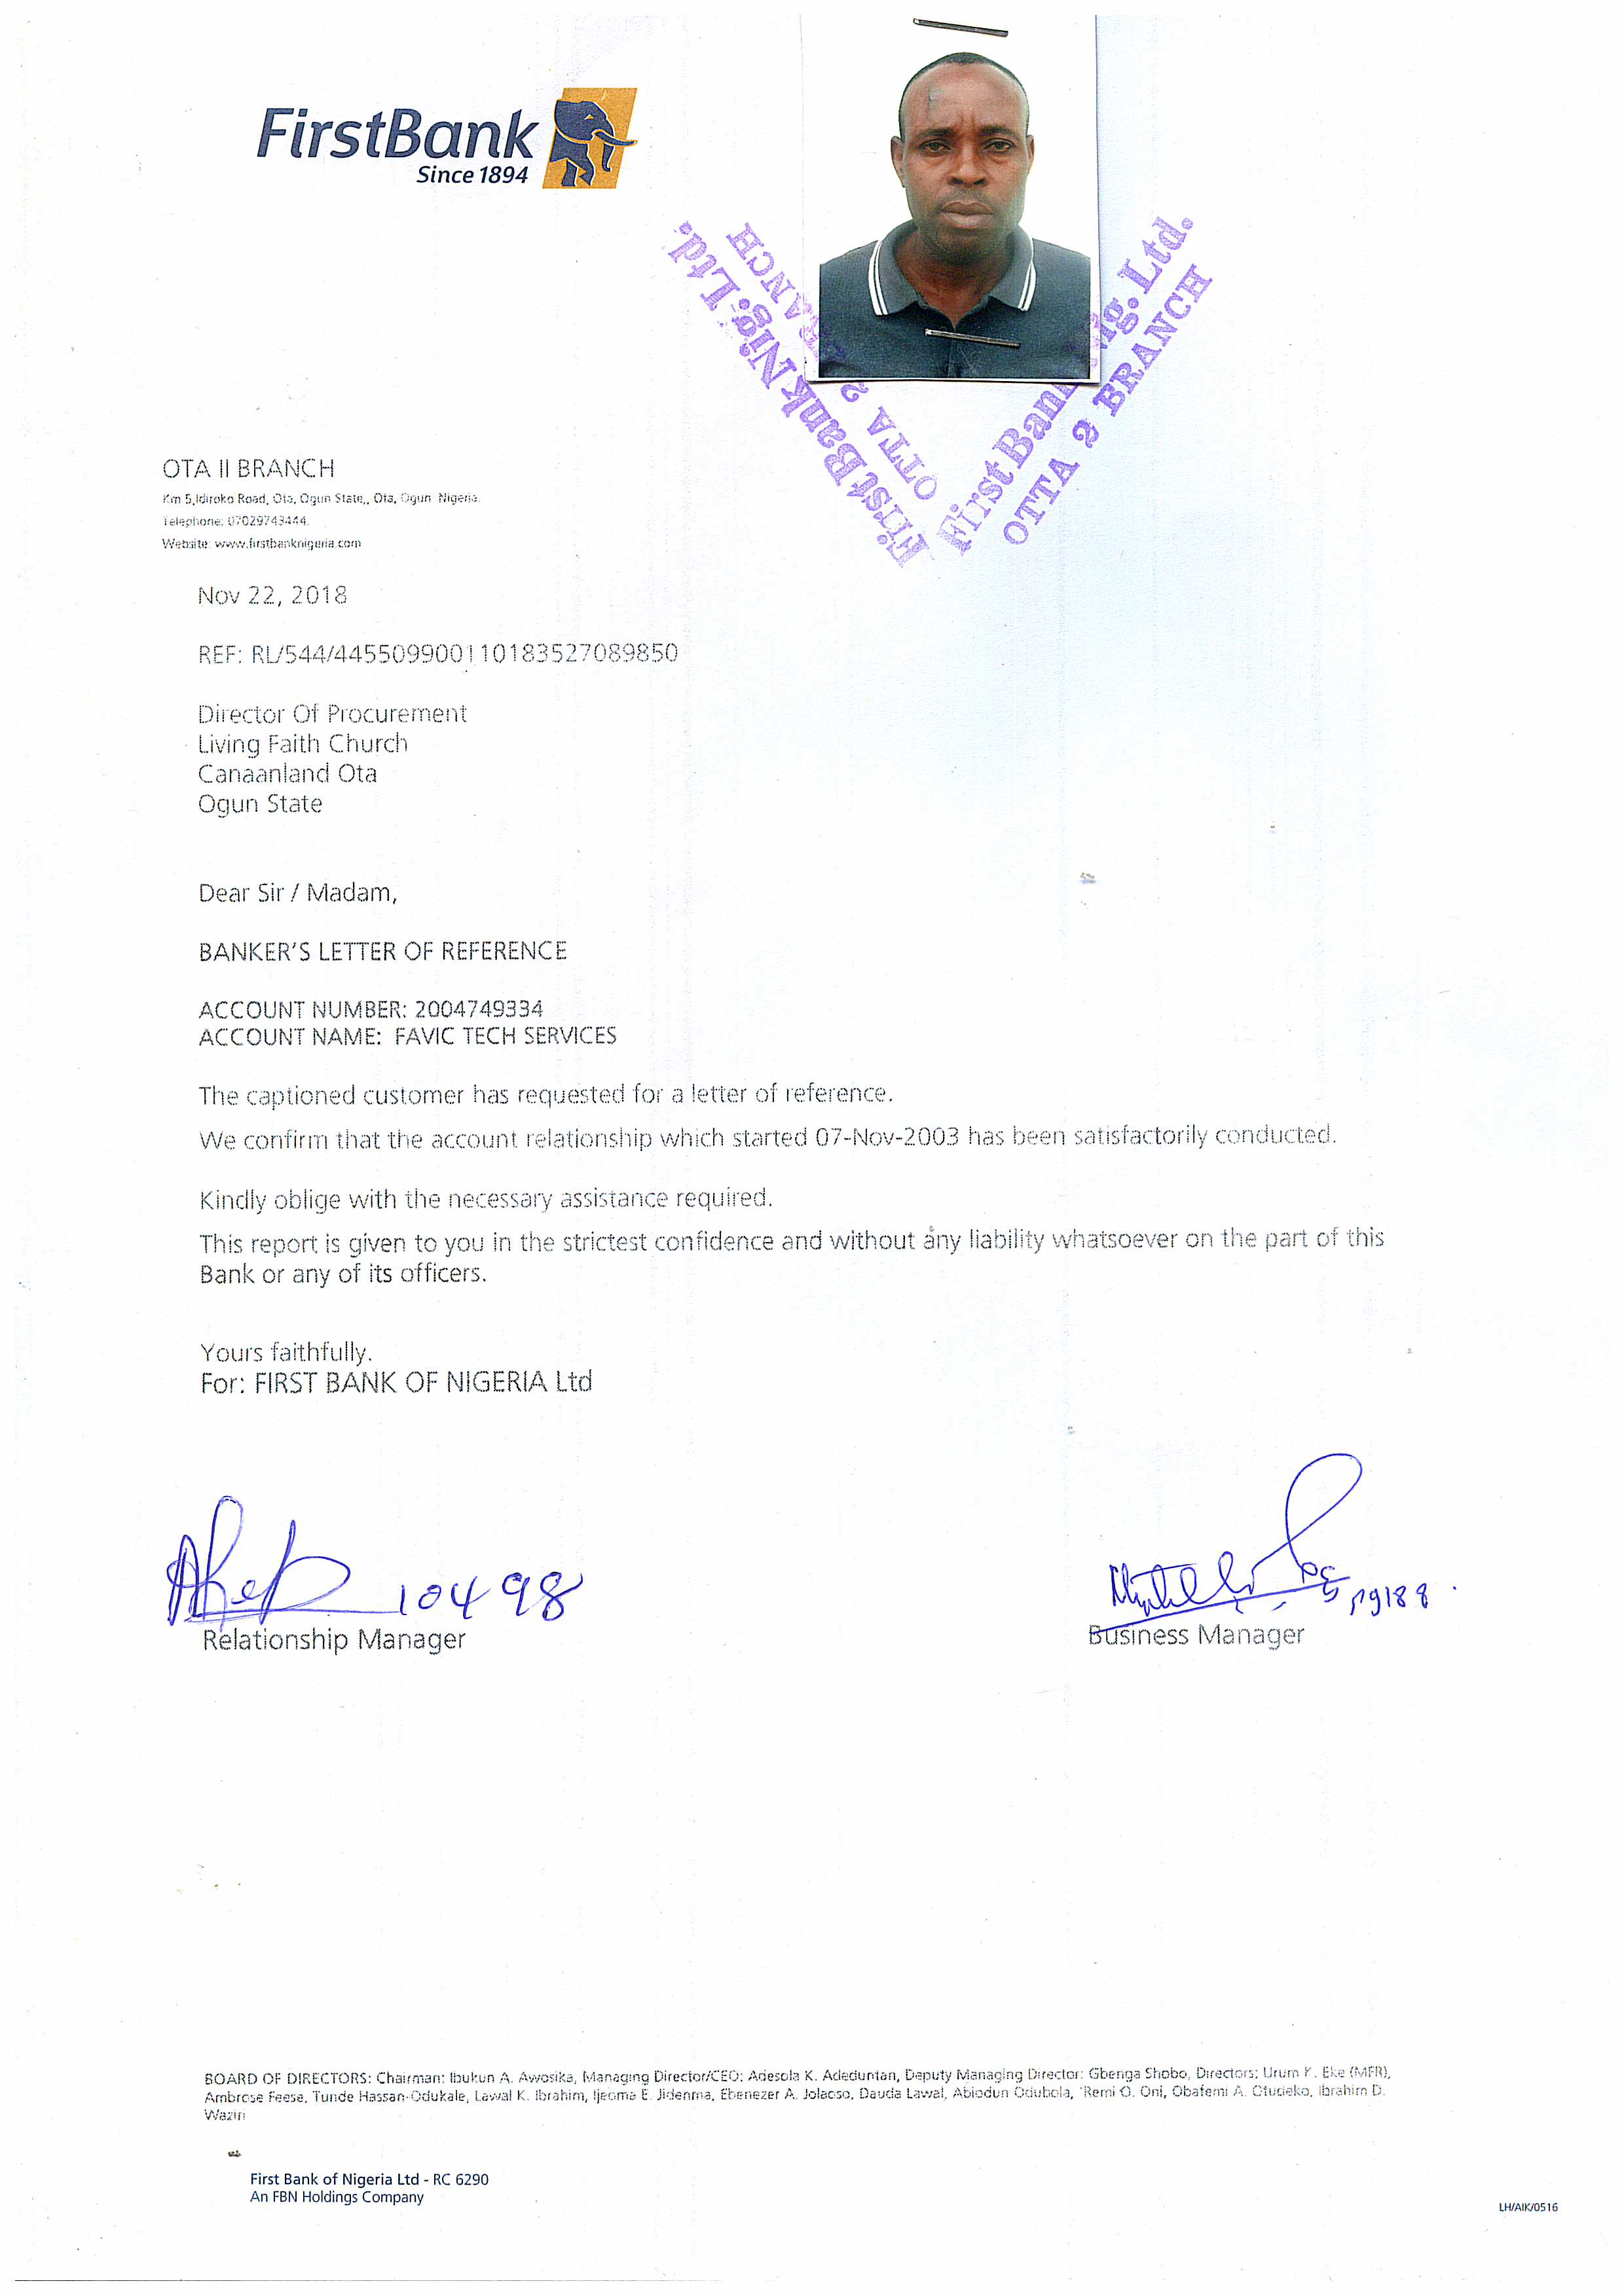 FirstBank
Since 1894
First Bank Nig. Ltd.
OTTA 2 BRANCH
First Bank Nig. Ltd.
OTTA 2 BRANCH
OTA II BRANCH
Km 5,Idiroko Road, Ota, Ogun State,, Ota, Ogun Nigeria.
Telephone: 07029743444.
Website: www.firstbanknigeria.com
Nov 22, 2018
REF: RL/544/445509900110183527089850
Director Of Procurement
Living Faith Church
Canaanland Ota
Ogun State
Dear Sir / Madam,
BANKER'S LETTER OF REFERENCE
ACCOUNT NUMBER: 2004749334
ACCOUNT NAME: FAVIC TECH SERVICES
The captioned customer has requested for a letter of reference.
We confirm that the account relationship which started 07-Nov-2003 has been satisfactorily conducted.
Kindly oblige with the necessary assistance required.
This report is given to you in the strictest confidence and without any liability whatsoever on the part of this
Bank or any of its officers.
Yours faithfully.
For: FIRST BANK OF NIGERIA Ltd
10498
Relationship Manager
Business Manager
BOARD OF DIRECTORS: Chairman: Ibukun A. Awosika, Managing Director/CEO: Adesola K. Adeduntan, Deputy Managing Director: Gbenga Shobo, Directors: Urum K. Eke (MFR),
Ambrose Feese, Tunde Hassan-Odukale, Lawal K. Ibrahim, Ijeoma E. Jidenma, Ebenezer A. Jolaoso, Dauda Lawal, Abiodun Odubola, 'Remi O. Oni, Obafemi A. Otudeko, Ibrahim D.
Waziri
First Bank of Nigeria Ltd - RC 6290
An FBN Holdings Company
LH/AIK/0516